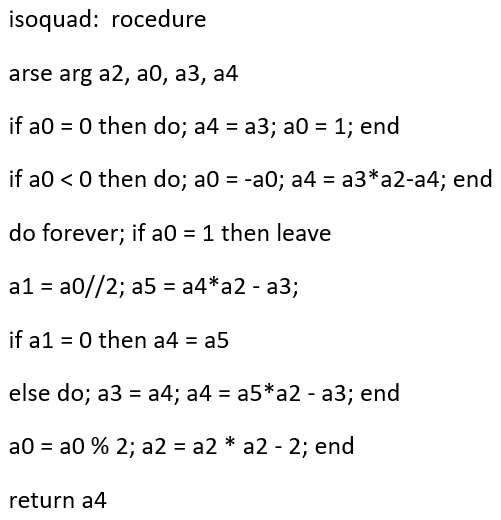 isoquad:  rocedure
arse arg a2, a0, a3, a4
if a0 = 0 then do; a4 = a3; a0 = 1; end
if a0 < 0 then do; a0 = -a0; a4 = a3*a2-a4; end
do forever; if a0 = 1 then leave
a1 = a0//2; a5 = a4*a2 - a3;
if a1 = 0 then a4 = a5
else do; a3 = a4; a4 = a5*a2 - a3; end
a0 = a0 % 2; a2 = a2 * a2 - 2; end
return a4